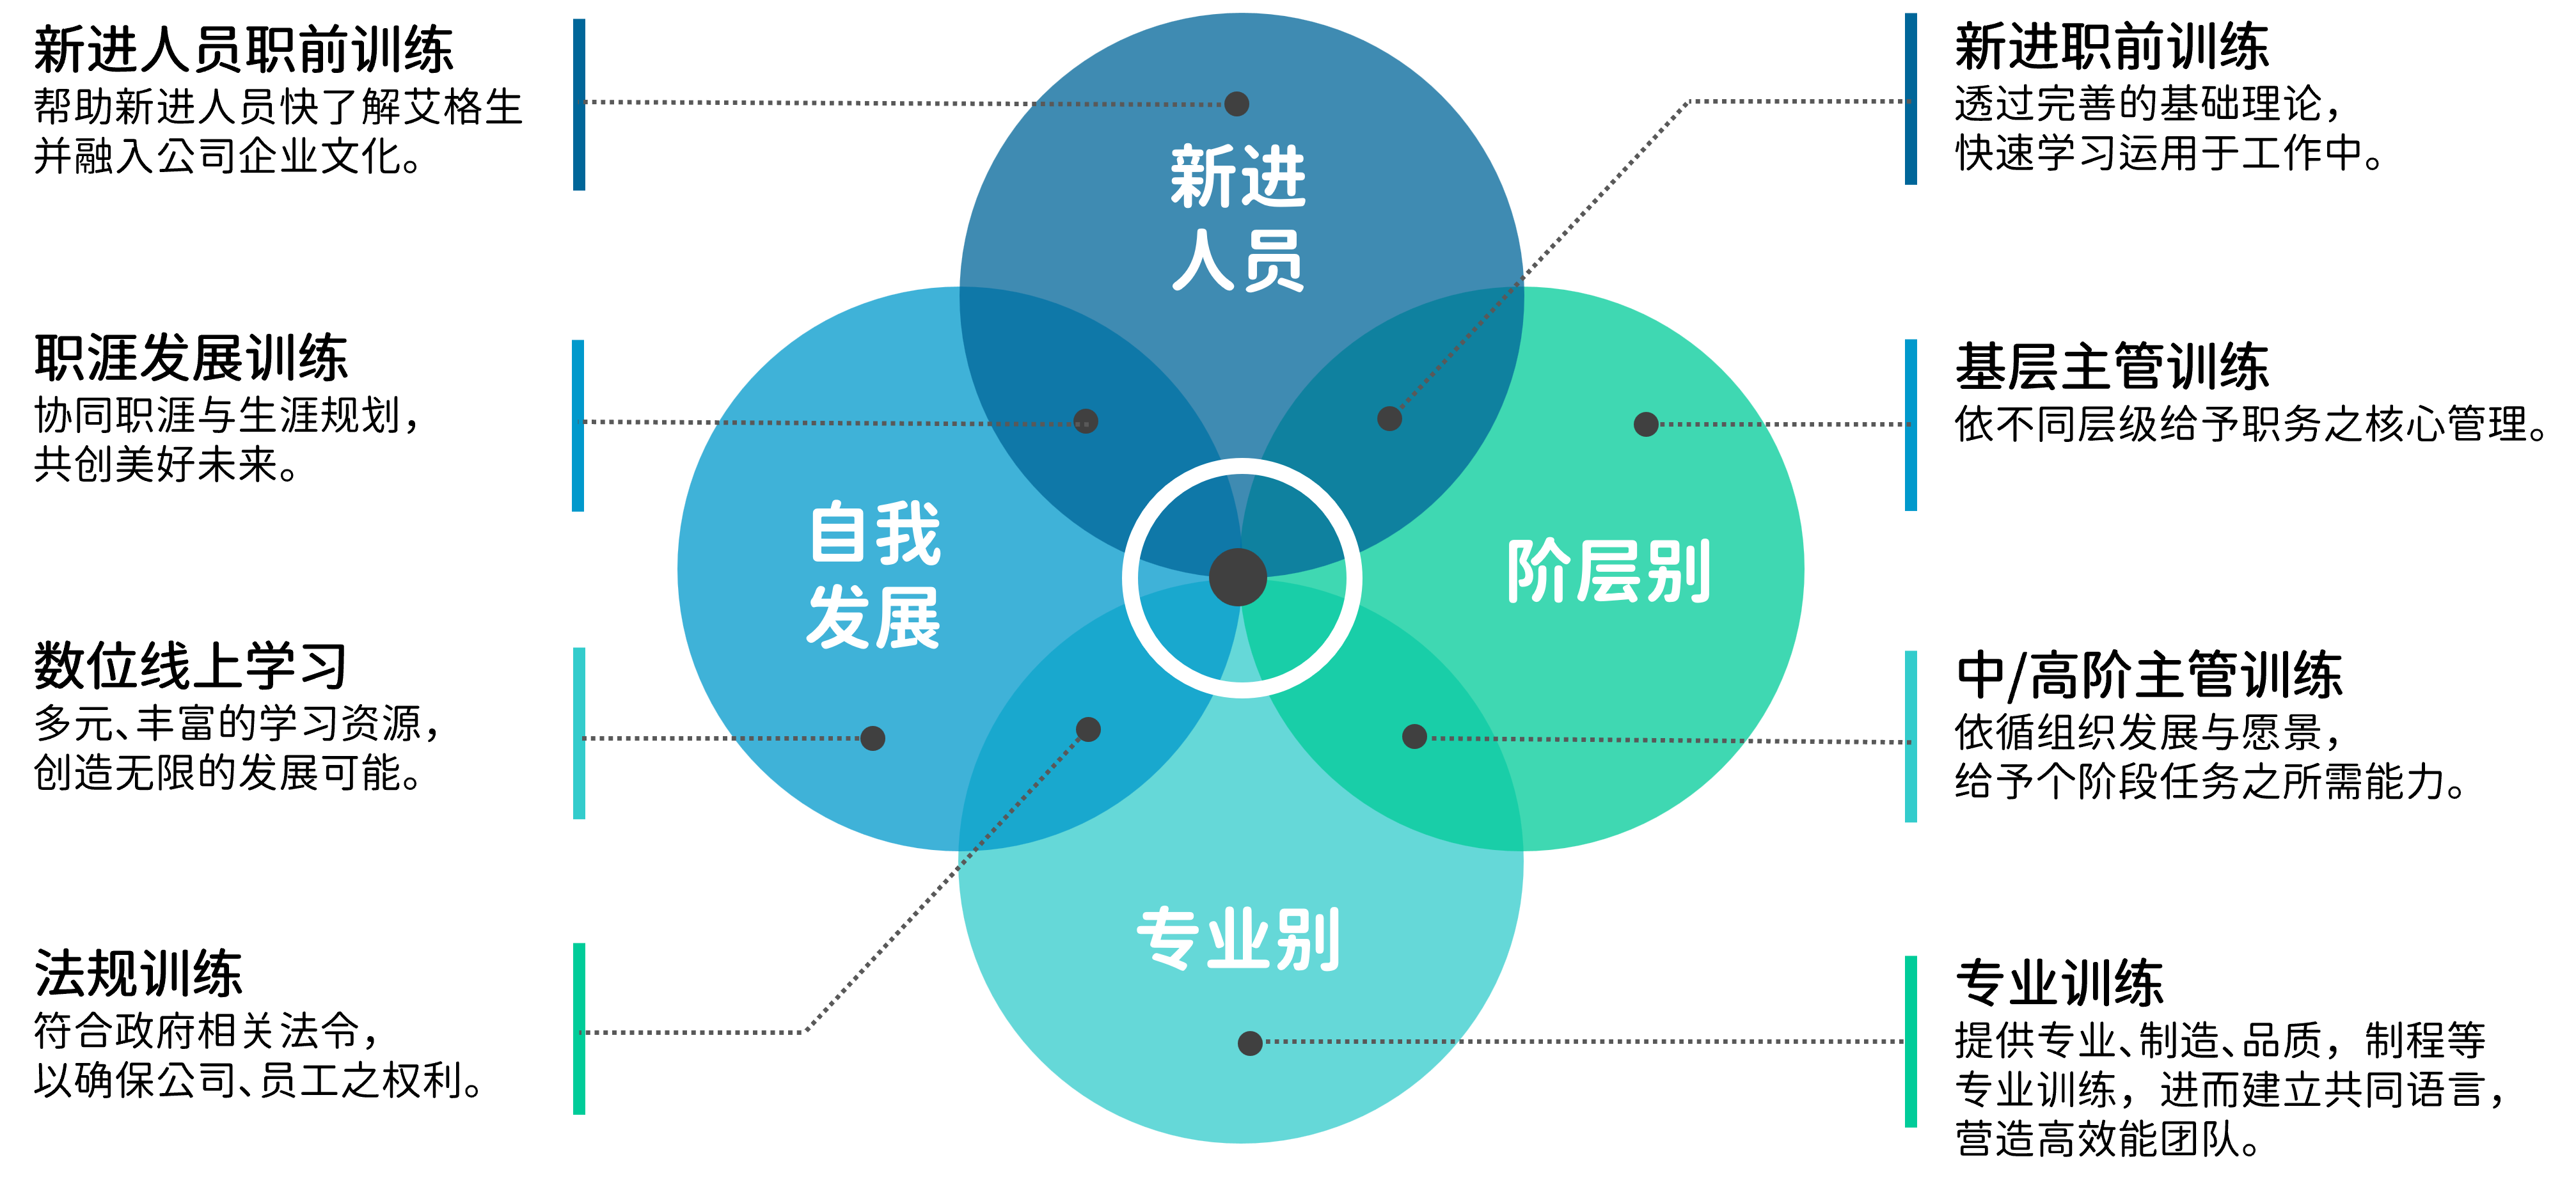 新进人员职前训练
帮助新进人员快了解艾格生
并融入公司企业文化。
职涯发展训练
协同职涯与生涯规划，
共创美好未来。
数位线上学习
多元、丰富的学习资源，
创造无限的发展可能。
法规训练
符合政府相关法令，
以确保公司、员工之权利。
新进
人员
自我
发展
阶层别
专业别
新进职前训练
透过完善的基础理论，
快速学习运用于工作中。
基层主管训练
依不同层级给予职务之核心管理。
中/高阶主管训练
依循组织发展与愿景，
给予个阶段任务之所需能力。
专业训练
提供专业、制造、品质，制程等
专业训练，进而建立共同语言，
营造高效能团队。